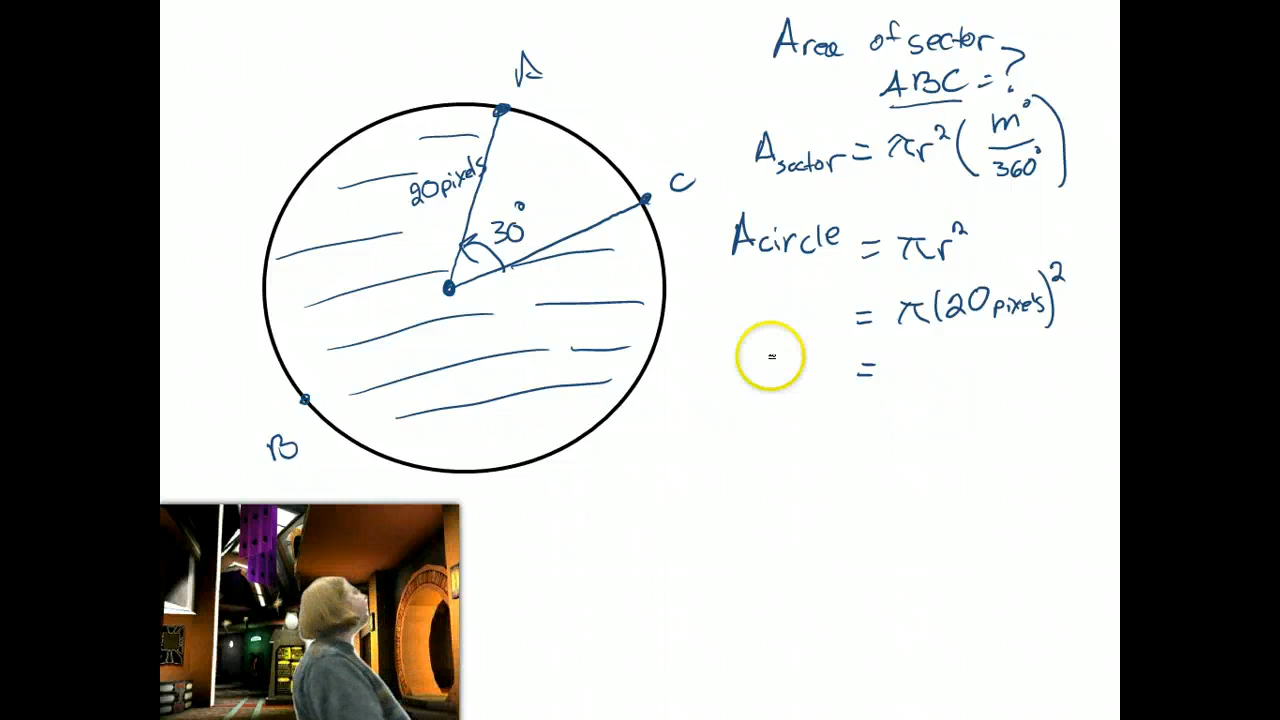 A
20 pixels
30°
C
B
Area of sector
ABC = ?
A sector = πr² (m°/360°)
A circle = πr²
= π(20 pixels)²
=